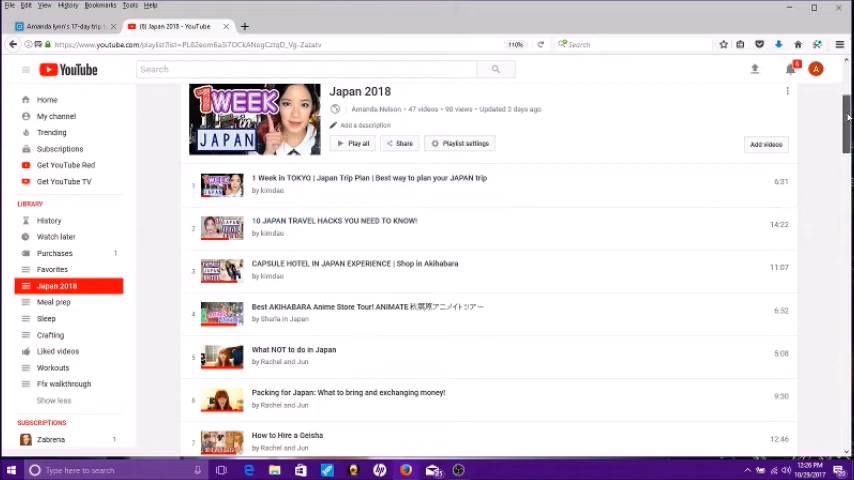 File Edit View History Bookmarks Tools Help
Amanda lynn's 17-day trip t
(6) Japan 2018 - YouTube
110%
Search
YouTube
Search
6
A
Home
My channel
Trending
Subscriptions
Get YouTube Red
Get YouTube TV
LIBRARY
History
Watch later
Purchases 1
Favorites
Japan 2018
Meal prep
Sleep
Crafting
Liked videos
Workouts
Ffx walkthrough
Show less
SUBSCRIPTIONS
Zabrena 1
1 WEEK
in
JAPAN
Japan 2018
Amanda Nelson • 47 videos • 98 views • Updated 2 days ago
Add a description
Play all Share Playlist settings Add videos
1 1 Week in TOKYO | Japan Trip Plan | Best way to plan your JAPAN trip 6:31
by kimdao
2 10 JAPAN TRAVEL HACKS YOU NEED TO KNOW! 14:22
by kimdao
3 CAPSULE HOTEL IN JAPAN EXPERIENCE | Shop in Akihabara 11:07
by kimdao
4 Best AKIHABARA Anime Store Tour! ANIMATE 秋葉原アニメイトツアー 6:52
by Sharla in Japan
5 What NOT to do in Japan 5:08
by Rachel and Jun
6 Packing for Japan: What to bring and exchanging money! 9:30
by Rachel and Jun
7 How to Hire a Geisha 12:46
by Rachel and Jun
Type here to search
hp
12:26 PM
10/29/2017